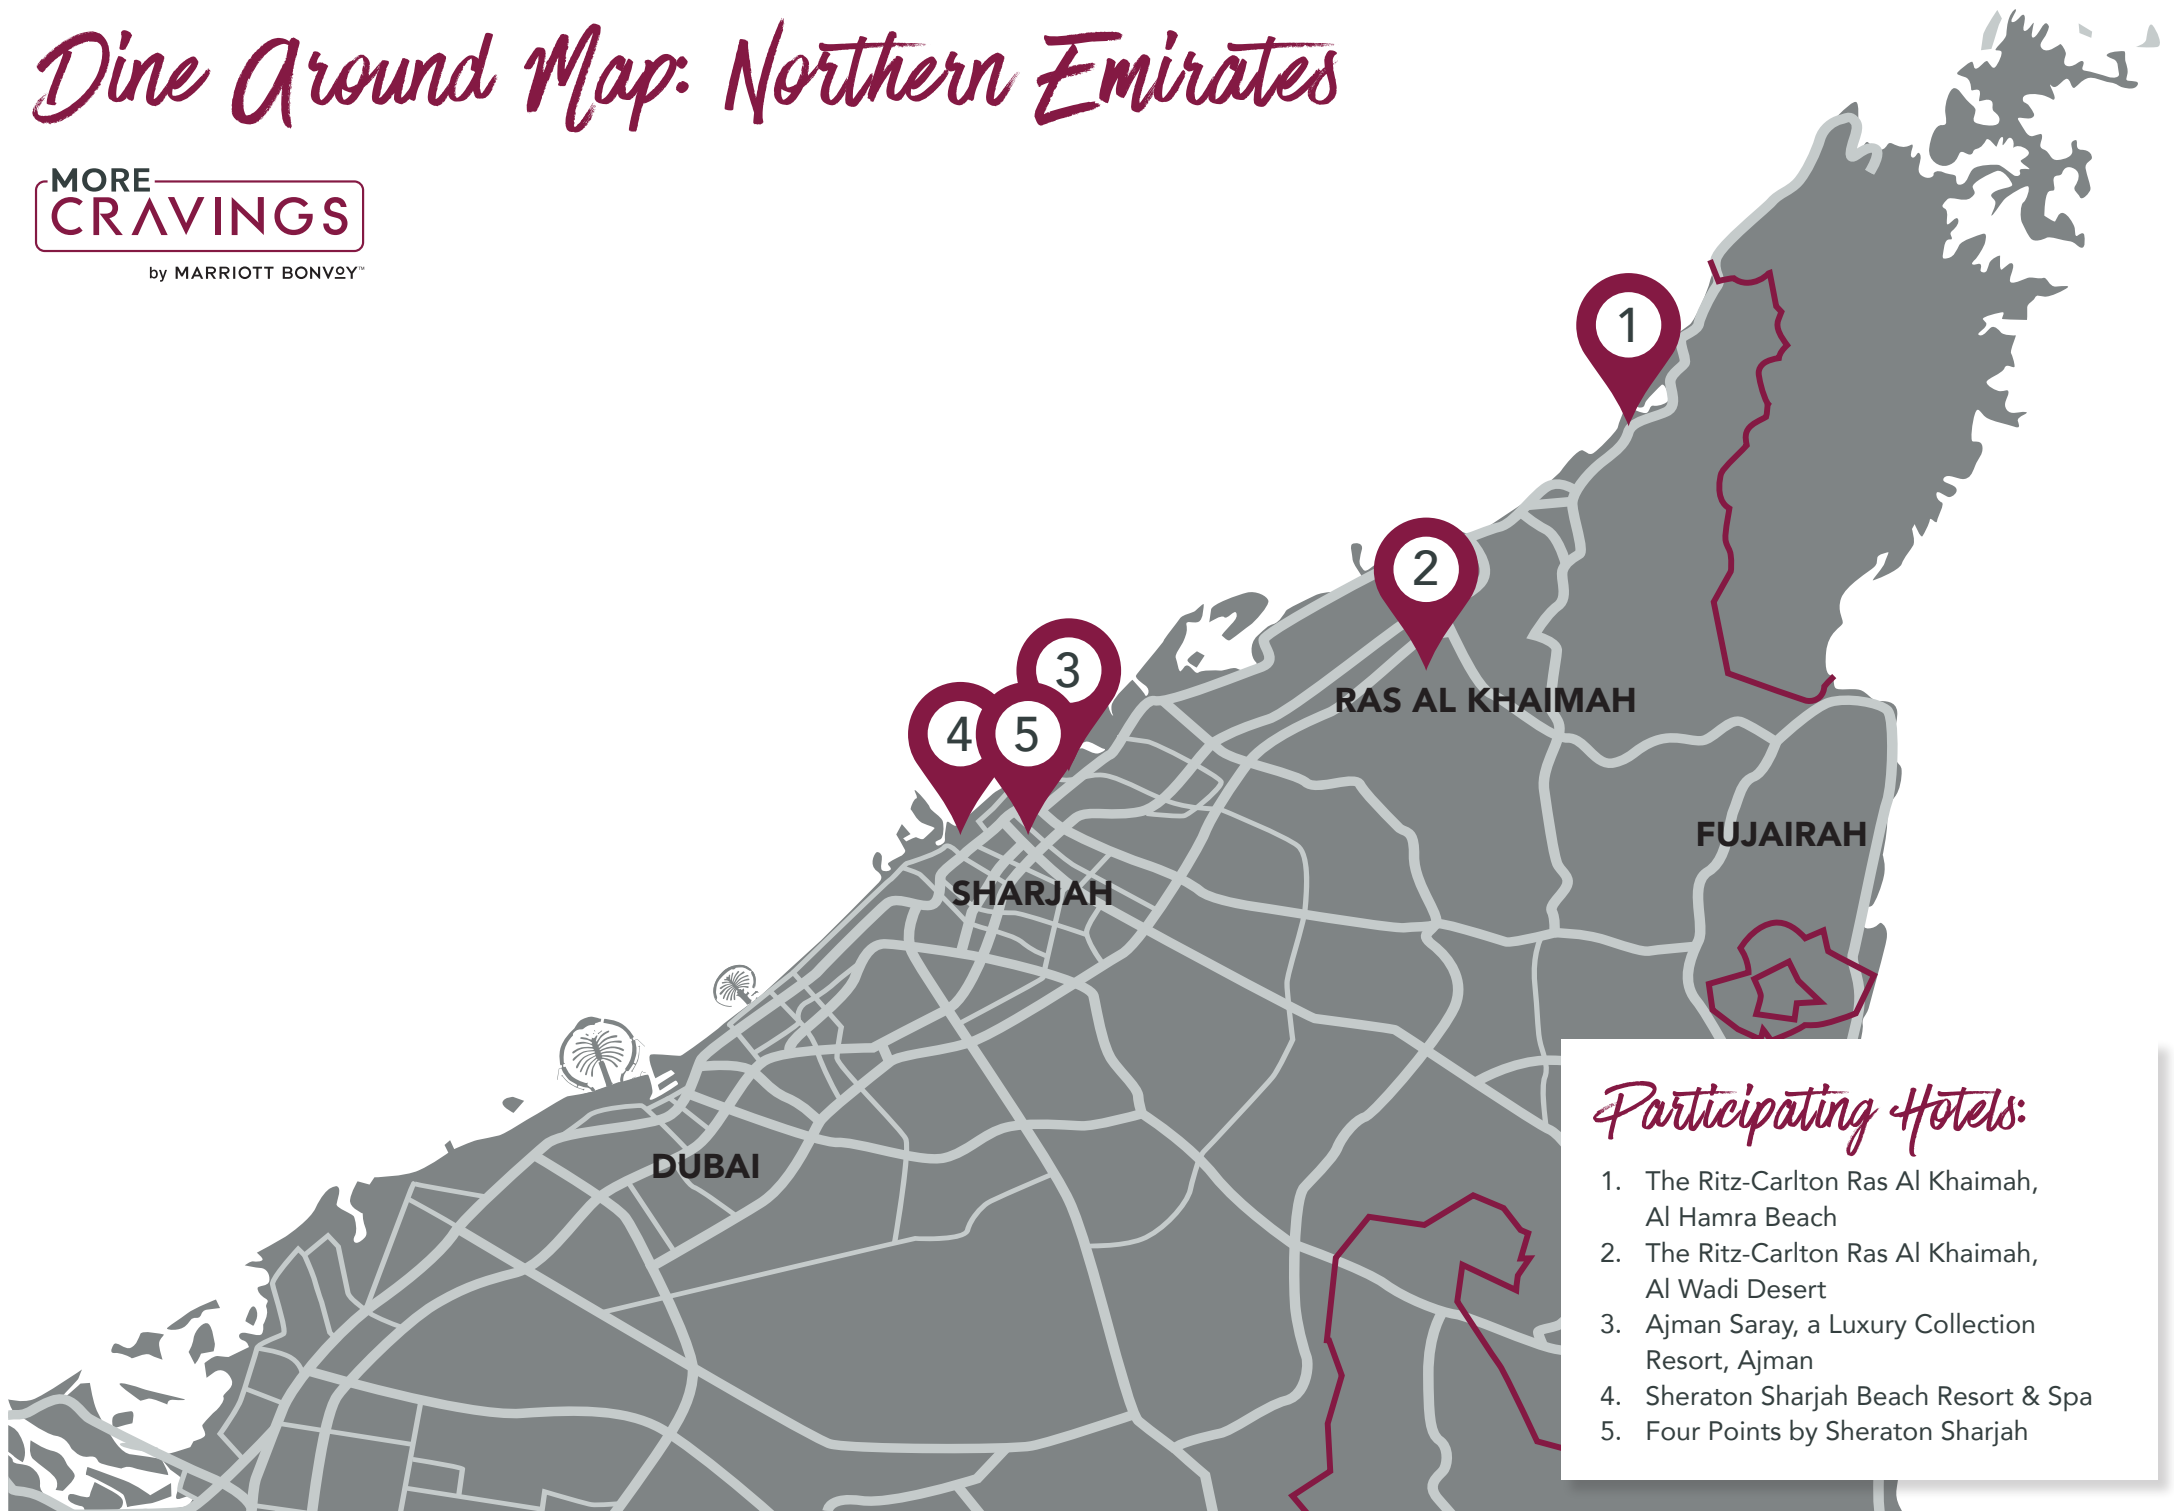 Dine Around Map: Northern Emirates
MORE
CRAVINGS
by MARRIOTT BONVOY™
1
2
3
4
5
RAS AL KHAIMAH
FUJAIRAH
SHARJAH
DUBAI
Participating Hotels:
1. The Ritz-Carlton Ras Al Khaimah,
Al Hamra Beach
2. The Ritz-Carlton Ras Al Khaimah,
Al Wadi Desert
3. Ajman Saray, a Luxury Collection
Resort, Ajman
4. Sheraton Sharjah Beach Resort & Spa
5. Four Points by Sheraton Sharjah